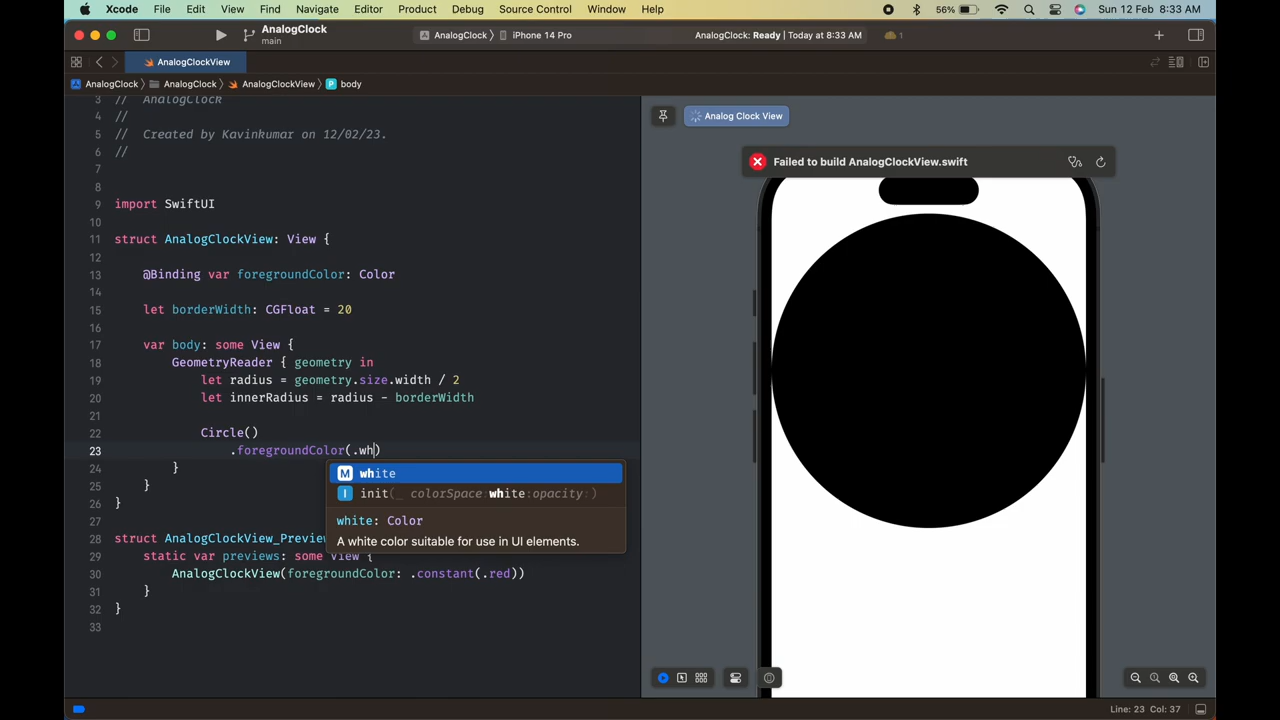 Xcode File Edit View Find Navigate Editor Product Debug Source Control Window Help 56% Sun 12 Feb 8:33 AM
AnalogClock
main
AnalogClock iPhone 14 Pro
AnalogClock: Ready | Today at 8:33 AM
1
AnalogClockView
AnalogClock AnalogClock AnalogClockView P body
3 // AnalogClock
4 //
5 // Created by Kavinkumar on 12/02/23.
6 //
7
8
9 import SwiftUI
10
11 struct AnalogClockView: View {
12
13 @Binding var foregroundColor: Color
14
15 let borderWidth: CGFloat = 20
16
17 var body: some View {
18 GeometryReader { geometry in
19 let radius = geometry.size.width / 2
20 let innerRadius = radius - borderWidth
21
22 Circle()
23 .foregroundColor(.wh)
24 }
25 }
26 }
27
28 struct AnalogClockView_Preview
29 static var previews: some View {
30 AnalogClockView(foregroundColor: .constant(.red))
31 }
32 }
33
M white
I init(_ colorSpace:white:opacity:)
white: Color
A white color suitable for use in UI elements.
Analog Clock View
Failed to build AnalogClockView.swift
Line: 23 Col: 37